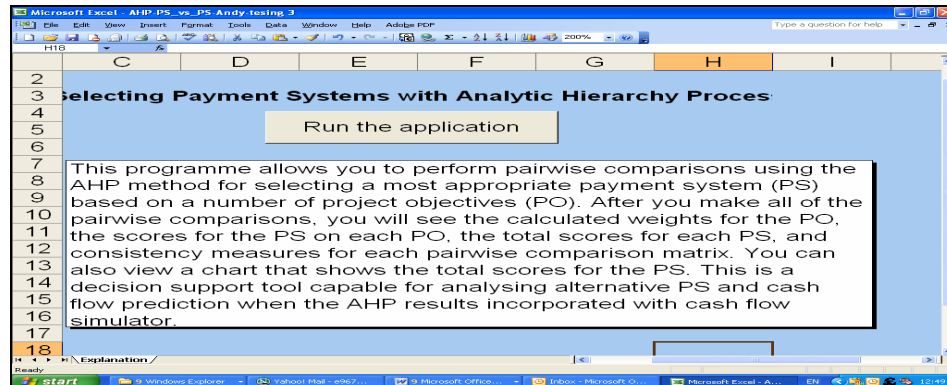 Microsoft Excel - AHP-PS_vs_PS-Andy-tesing 3
File Edit View Insert Format Tools Data Window Help Adobe PDF Type a question for help
200%
H18 fx
C D E F G H I
2
3 Selecting Payment Systems with Analytic Hierarchy Proces
4
5 Run the application
6
7 This programme allows you to perform pairwise comparisons using the
8 AHP method for selecting a most appropriate payment system (PS)
9 based on a number of project objectives (PO). After you make all of the
10 pairwise comparisons, you will see the calculated weights for the PO,
11 the scores for the PS on each PO, the total scores for each PS, and
12 consistency measures for each pairwise comparison matrix. You can
13 also view a chart that shows the total scores for the PS. This is a
14 decision support tool capable for analysing alternative PS and cash
15 flow prediction when the AHP results incorporated with cash flow
16 simulator.
17
18
Explanation
Ready
start 9 Windows Explorer Yahoo! Mail - e967... 9 Microsoft Office... Inbox - Microsoft O... Microsoft Excel - A... EN